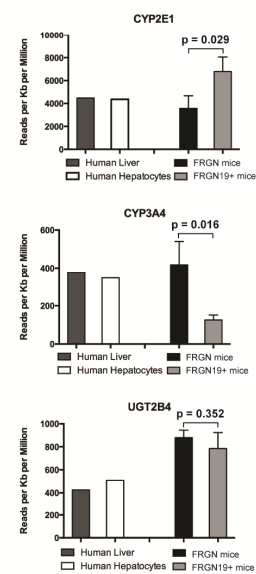 CYP2E1
Reads per Kb per Million
10000
8000
6000
4000
2000
0
p = 0.029
Human Liver
FRGN mice
Human Hepatocytes
FRGN19+ mice
CYP3A4
Reads per Kb per Million
600
400
200
0
p = 0.016
Human Liver
FRGN mice
Human Hepatocytes
FRGN19+ mice
UGT2B4
Reads per Kb per Million
1000
800
600
400
200
0
p = 0.352
Human Liver
FRGN mice
Human Hepatocytes
FRGN19+ mice